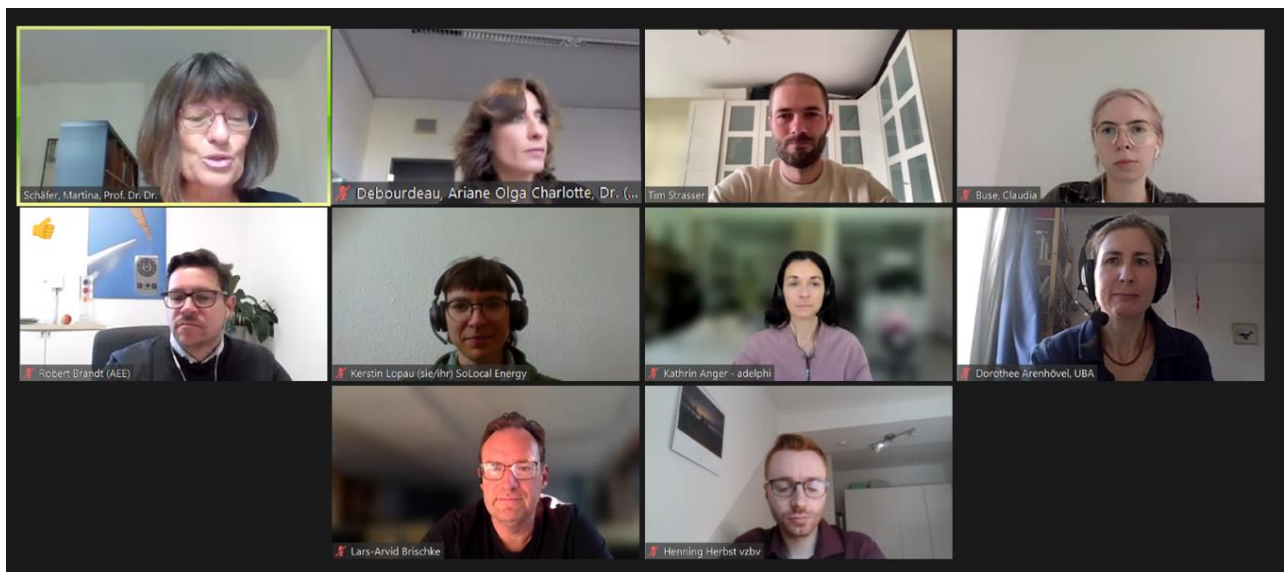 Schäfer, Martina, Prof. Dr. Dr.
Debourdeau, Ariane Olga Charlotte, Dr. (...
Tim Strasser
Buse, Claudia
Robert Brandt (AEE)
Kerstin Lopau (sie/ihr) SoLocal Energy
Kathrin Anger - adelphi
Dorothee Arenhövel, UBA
Lars-Arvid Brischke
Henning Herbst vzbv